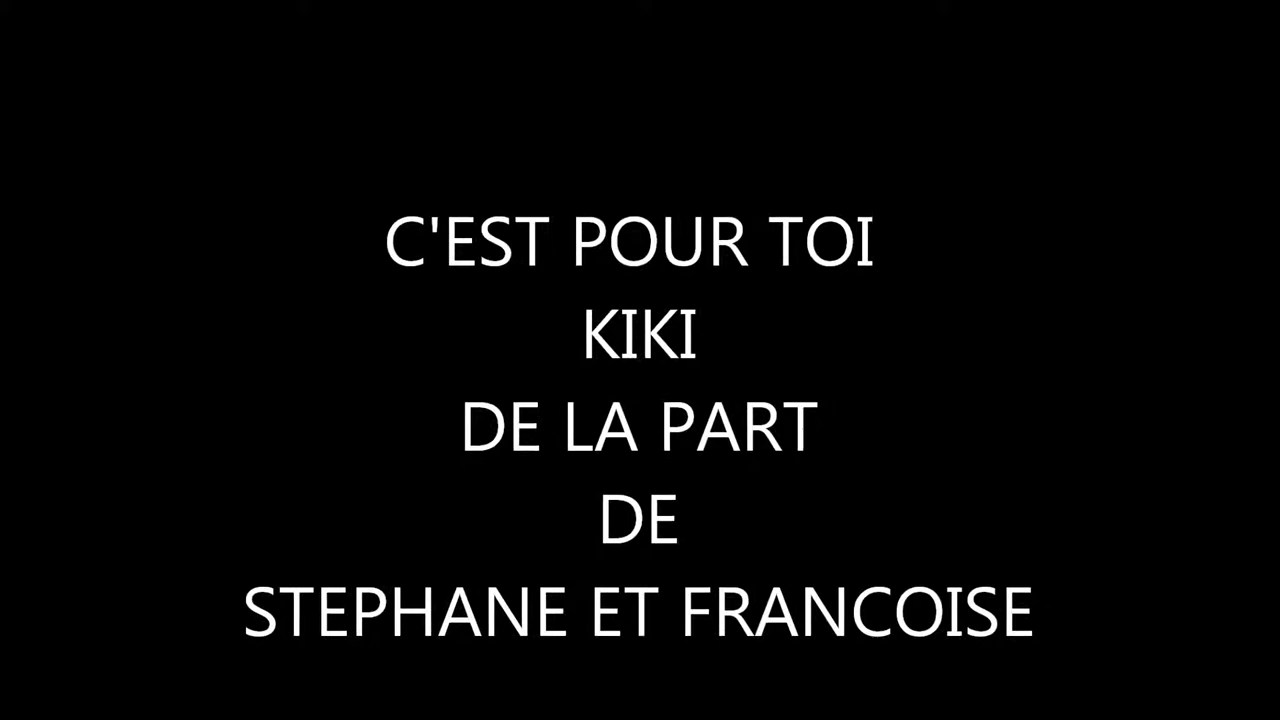 C'EST POUR TOI
KIKI
DE LA PART
DE
STEPHANE ET FRANCOISE